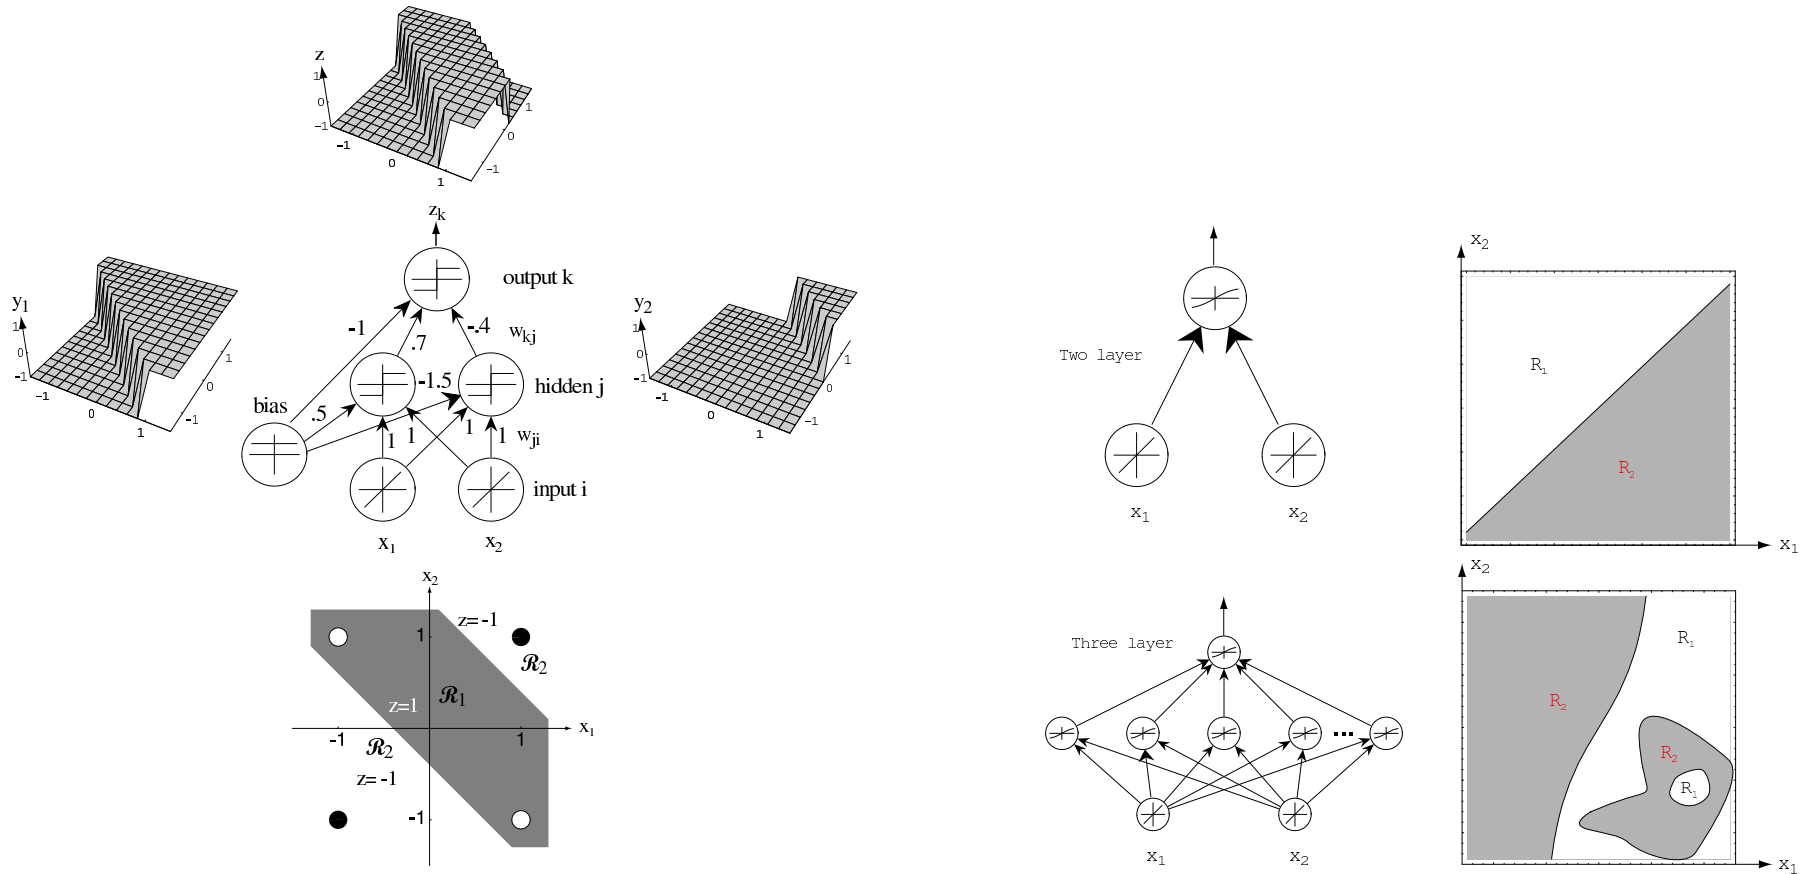 z
1
0
-1
-1
0
1
-1
0
1
z_k
output k
y₁
1
0
-1
-1
0
1
-1
0
1
y₂
1
0
-1
-1
0
1
-1
0
1
-1
.7
-.4
w_kj
-1.5
hidden j
bias
.5
1
1
1
1
w_ji
input i
x₁
x₂
x₂
z= -1
1
ℛ₂
ℛ₁
z=1
-1
1
x₁
ℛ₂
z= -1
-1
Two layer
x₁
x₂
x₂
R₁
R₂
x₁
Three layer
...
x₁
x₂
x₂
R₁
R₂
R₂
R₁
x₁